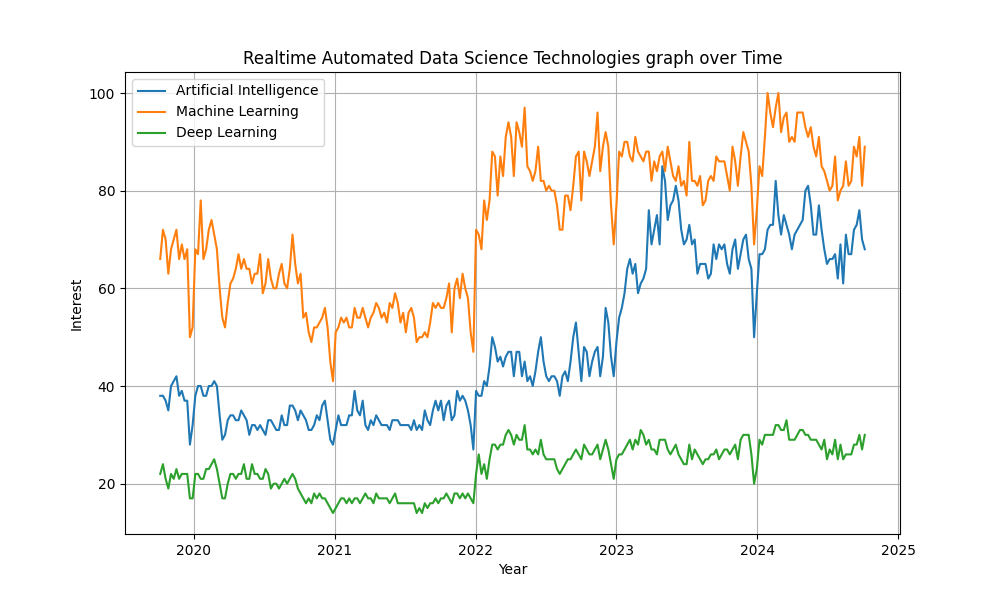 Realtime Automated Data Science Technologies graph over Time
Artificial Intelligence
Machine Learning
Deep Learning
100
80
60
40
20
Interest
2020 2021 2022 2023 2024 2025
Year